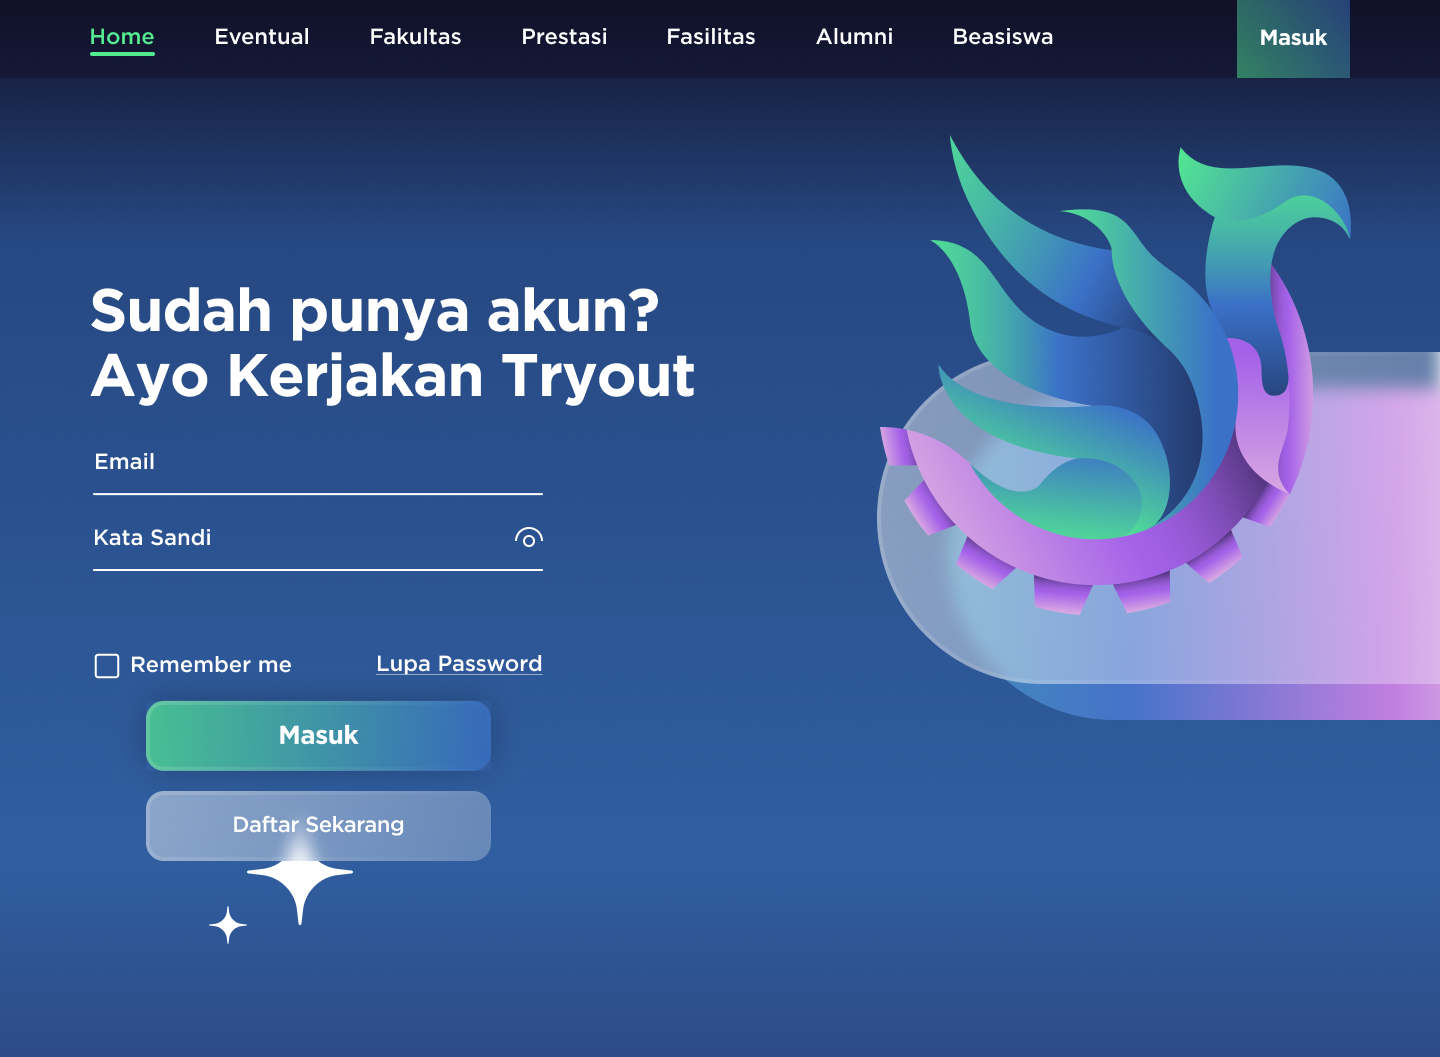 Home Eventual Fakultas Prestasi Fasilitas Alumni Beasiswa Masuk
Sudah punya akun?
Ayo Kerjakan Tryout
Email
Kata Sandi
Remember me Lupa Password
Masuk
Daftar Sekarang